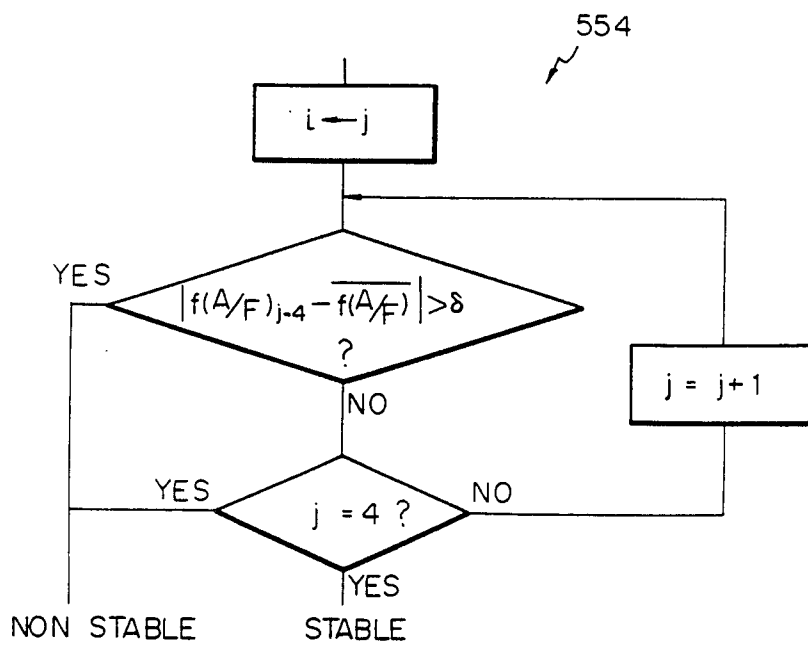 554
i ← j
YES
|f(A/F)j-4 − f̅(̅A̅/̅F̅)̅| > δ
?
j = j+1
NO
YES
j = 4 ?
NO
YES
NON STABLE
STABLE